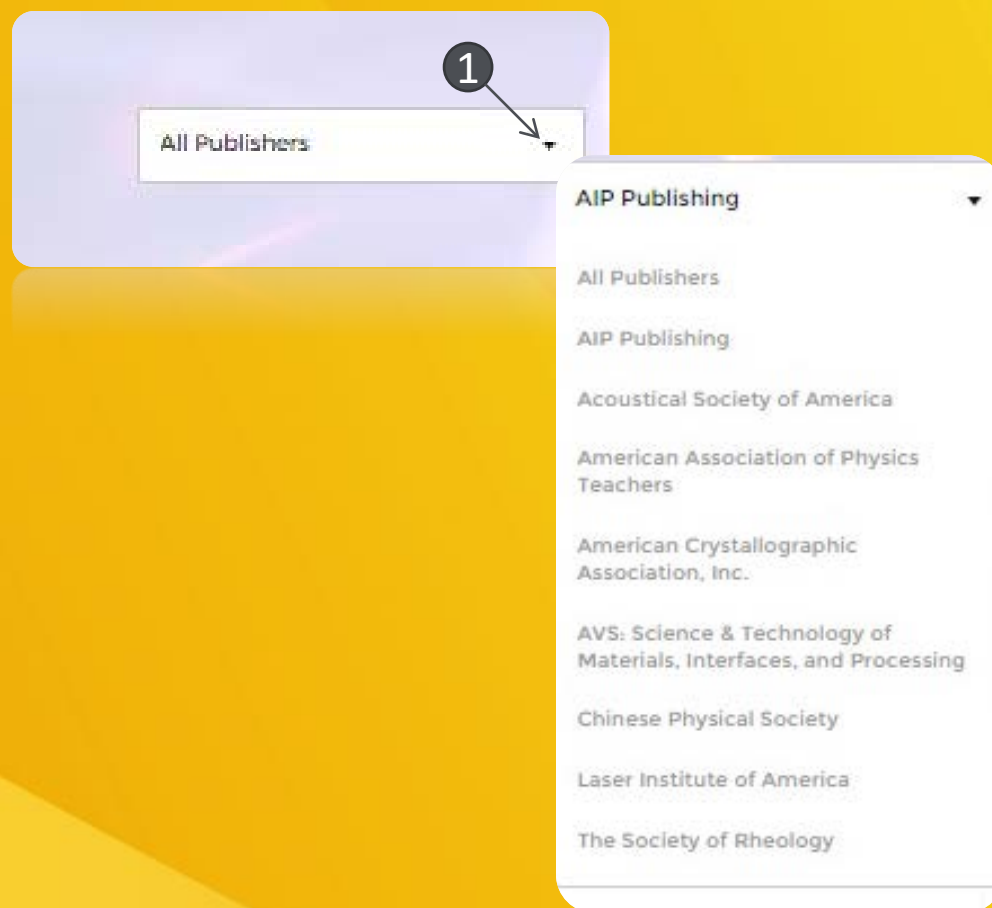 1
All Publishers
AIP Publishing
All Publishers
AIP Publishing
Acoustical Society of America
American Association of Physics
Teachers
American Crystallographic
Association, Inc.
AVS: Science & Technology of
Materials, Interfaces, and Processing
Chinese Physical Society
Laser Institute of America
The Society of Rheology